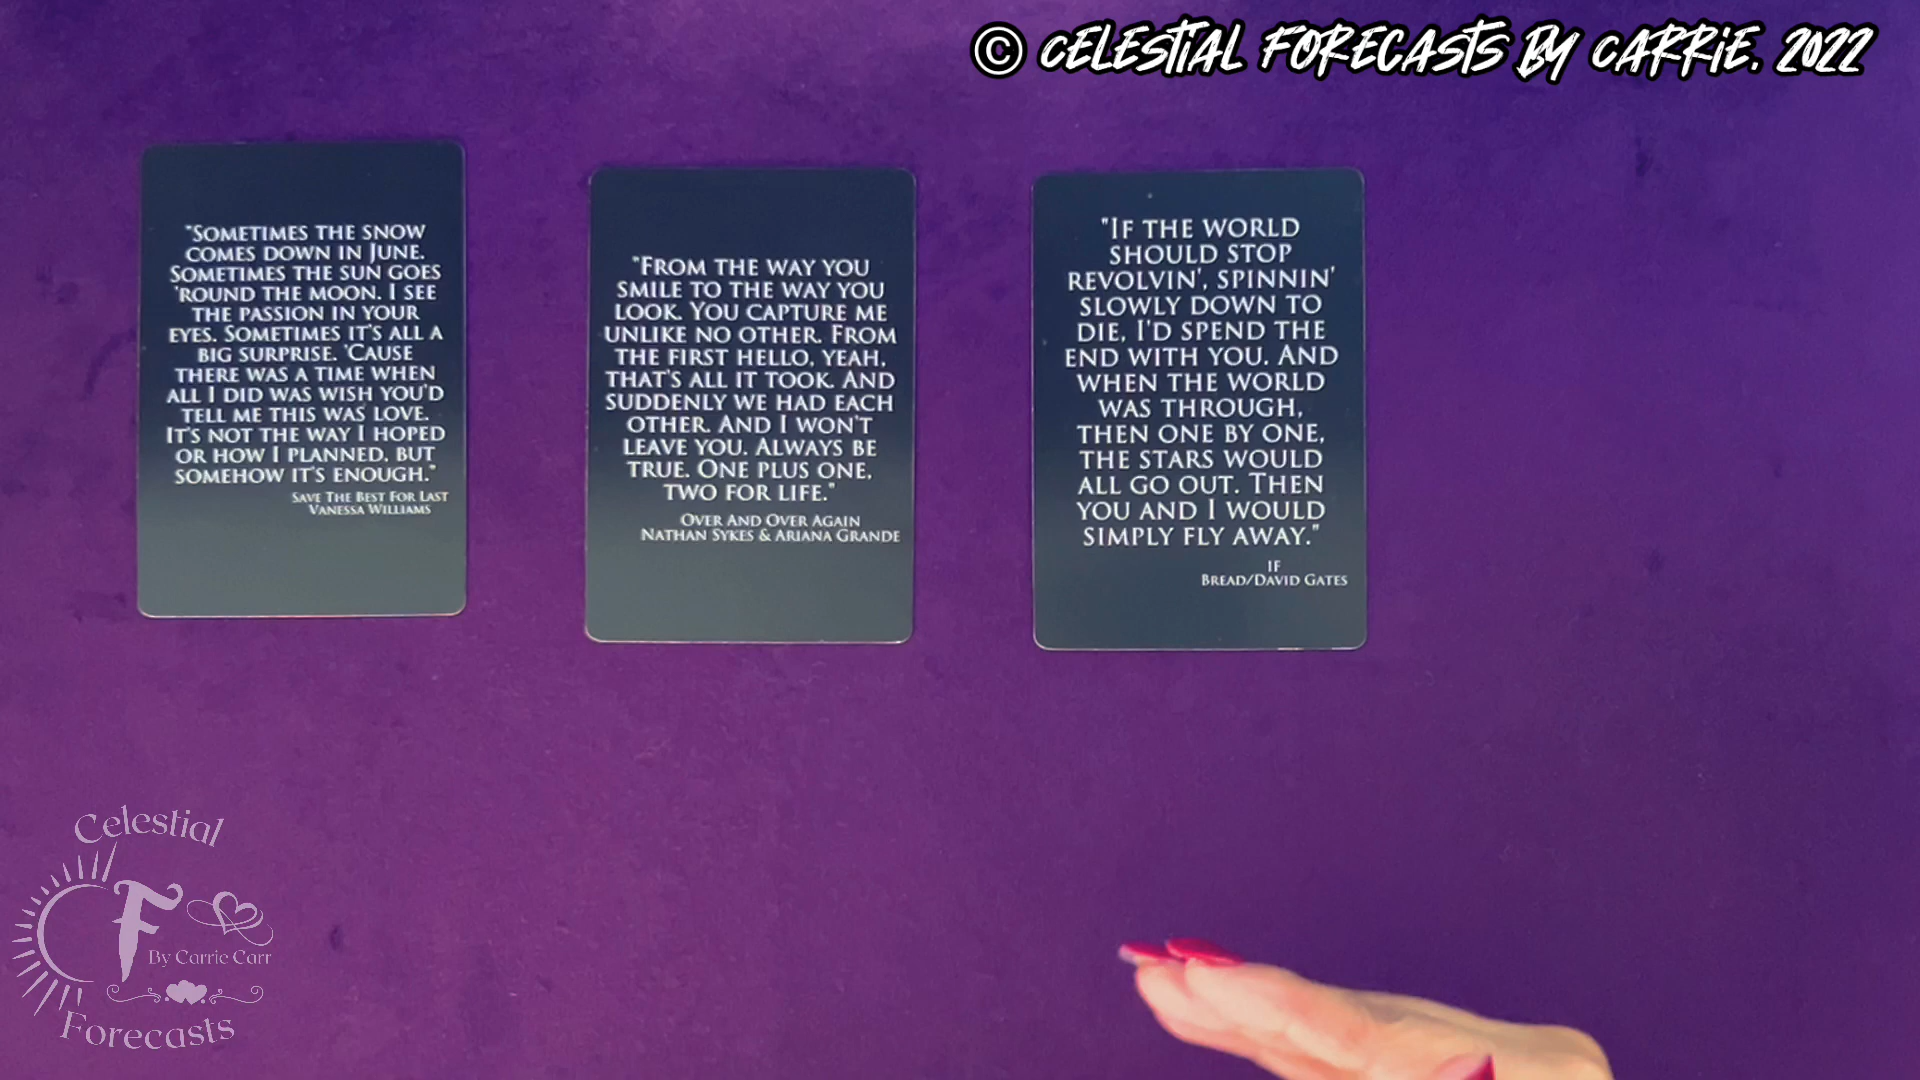 © CELESTIAL FORECASTS BY CARRIE. 2022
"SOMETIMES THE SNOW
COMES DOWN IN JUNE.
SOMETIMES THE SUN GOES
'ROUND THE MOON. I SEE
THE PASSION IN YOUR
EYES. SOMETIMES IT'S ALL A
BIG SURPRISE. 'CAUSE
THERE WAS A TIME WHEN
ALL I DID WAS WISH YOU'D
TELL ME THIS WAS LOVE.
IT'S NOT THE WAY I HOPED
OR HOW I PLANNED, BUT
SOMEHOW IT'S ENOUGH."
SAVE THE BEST FOR LAST
VANESSA WILLIAMS
"FROM THE WAY YOU
SMILE TO THE WAY YOU
LOOK. YOU CAPTURE ME
UNLIKE NO OTHER. FROM
THE FIRST HELLO, YEAH,
THAT'S ALL IT TOOK. AND
SUDDENLY WE HAD EACH
OTHER. AND I WON'T
LEAVE YOU. ALWAYS BE
TRUE. ONE PLUS ONE,
TWO FOR LIFE."
OVER AND OVER AGAIN
NATHAN SYKES & ARIANA GRANDE
"IF THE WORLD
SHOULD STOP
REVOLVIN', SPINNIN'
SLOWLY DOWN TO
DIE, I'D SPEND THE
END WITH YOU. AND
WHEN THE WORLD
WAS THROUGH,
THEN ONE BY ONE,
THE STARS WOULD
ALL GO OUT. THEN
YOU AND I WOULD
SIMPLY FLY AWAY."
IF
BREAD/DAVID GATES
Celestial
F
By Carrie Carr
Forecasts